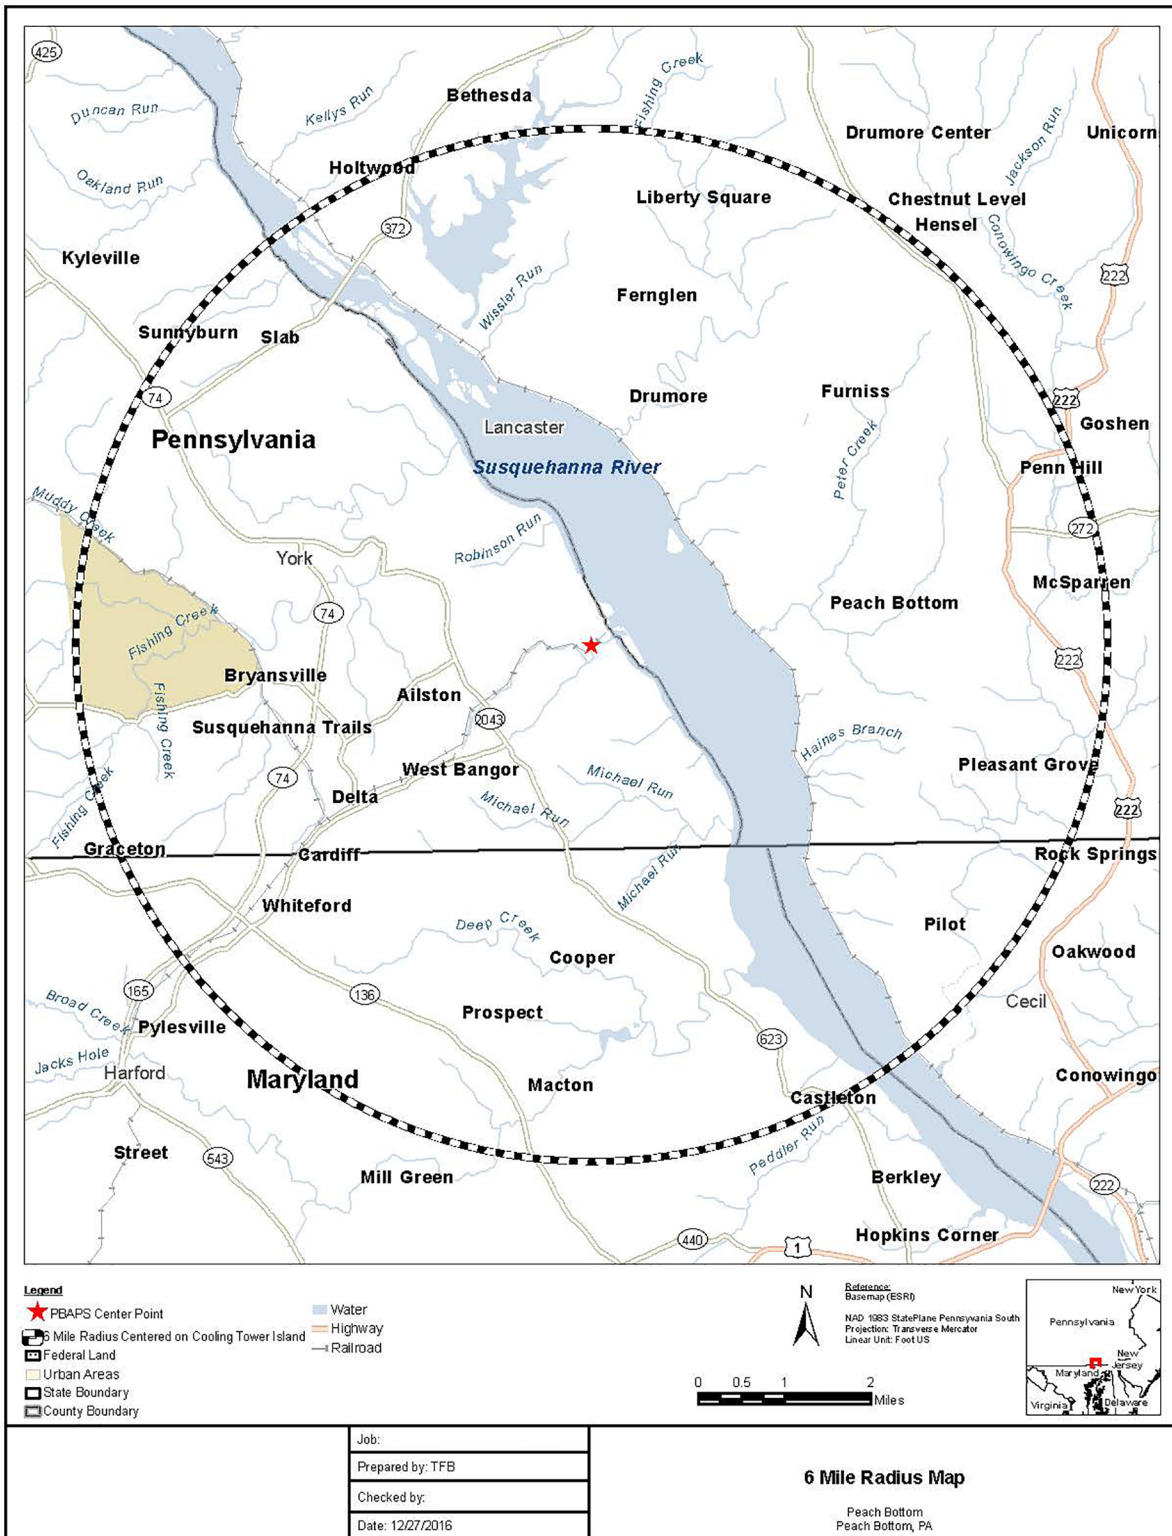 425
Duncan Run
Kellys Run
Bethesda
Fishing Creek
Drumore Center
Jackson Run
Unicorn
Oakland Run
Holtwood
Liberty Square
Chestnut Level
Hensel
372
Conowingo Creek
Kyleville
Wissler Run
Fernglen
222
Sunnyburn
Slab
74
Drumore
Furniss
222
Goshen
Pennsylvania
Lancaster
Susquehanna River
Peter Creek
Penn Hill
Muddy Creek
Robinson Run
272
York
McSparren
Fishing Creek
74
Peach Bottom
222
Bryansville
Ailston
Fishing Creek
Susquehanna Trails
2043
Haines Branch
West Bangor
Michael Run
Pleasant Grove
74
Delta
Michael Run
222
Fishing Creek
Graceton
Cardiff
Michael Run
Rock Springs
Whiteford
Deep Creek
Pilot
Cooper
Oakwood
165
136
Cecil
Broad Creek
Pylesville
Prospect
623
Jacks Hole
Harford
Maryland
Macton
Conowingo
Castleton
Peddler Run
Street
543
Mill Green
Berkley
222
440
1
Hopkins Corner
Legend
PBAPS Center Point
6 Mile Radius Centered on Cooling Tower Island
Federal Land
Urban Areas
State Boundary
County Boundary
Water
Highway
Railroad
N
0 0.5 1 2
Miles
Reference:
Basemap (ESRI)
NAD 1983 StatePlane Pennsyvania South
Projection: Transverse Mercator
Linear Unit: Foot US
New York
Pennsylvania
New
Jersey
Maryland
Virginia
Delaware
Job:
Prepared by: TFB
Checked by:
Date: 12/27/2016
6 Mile Radius Map
Peach Bottom
Peach Bottom, PA